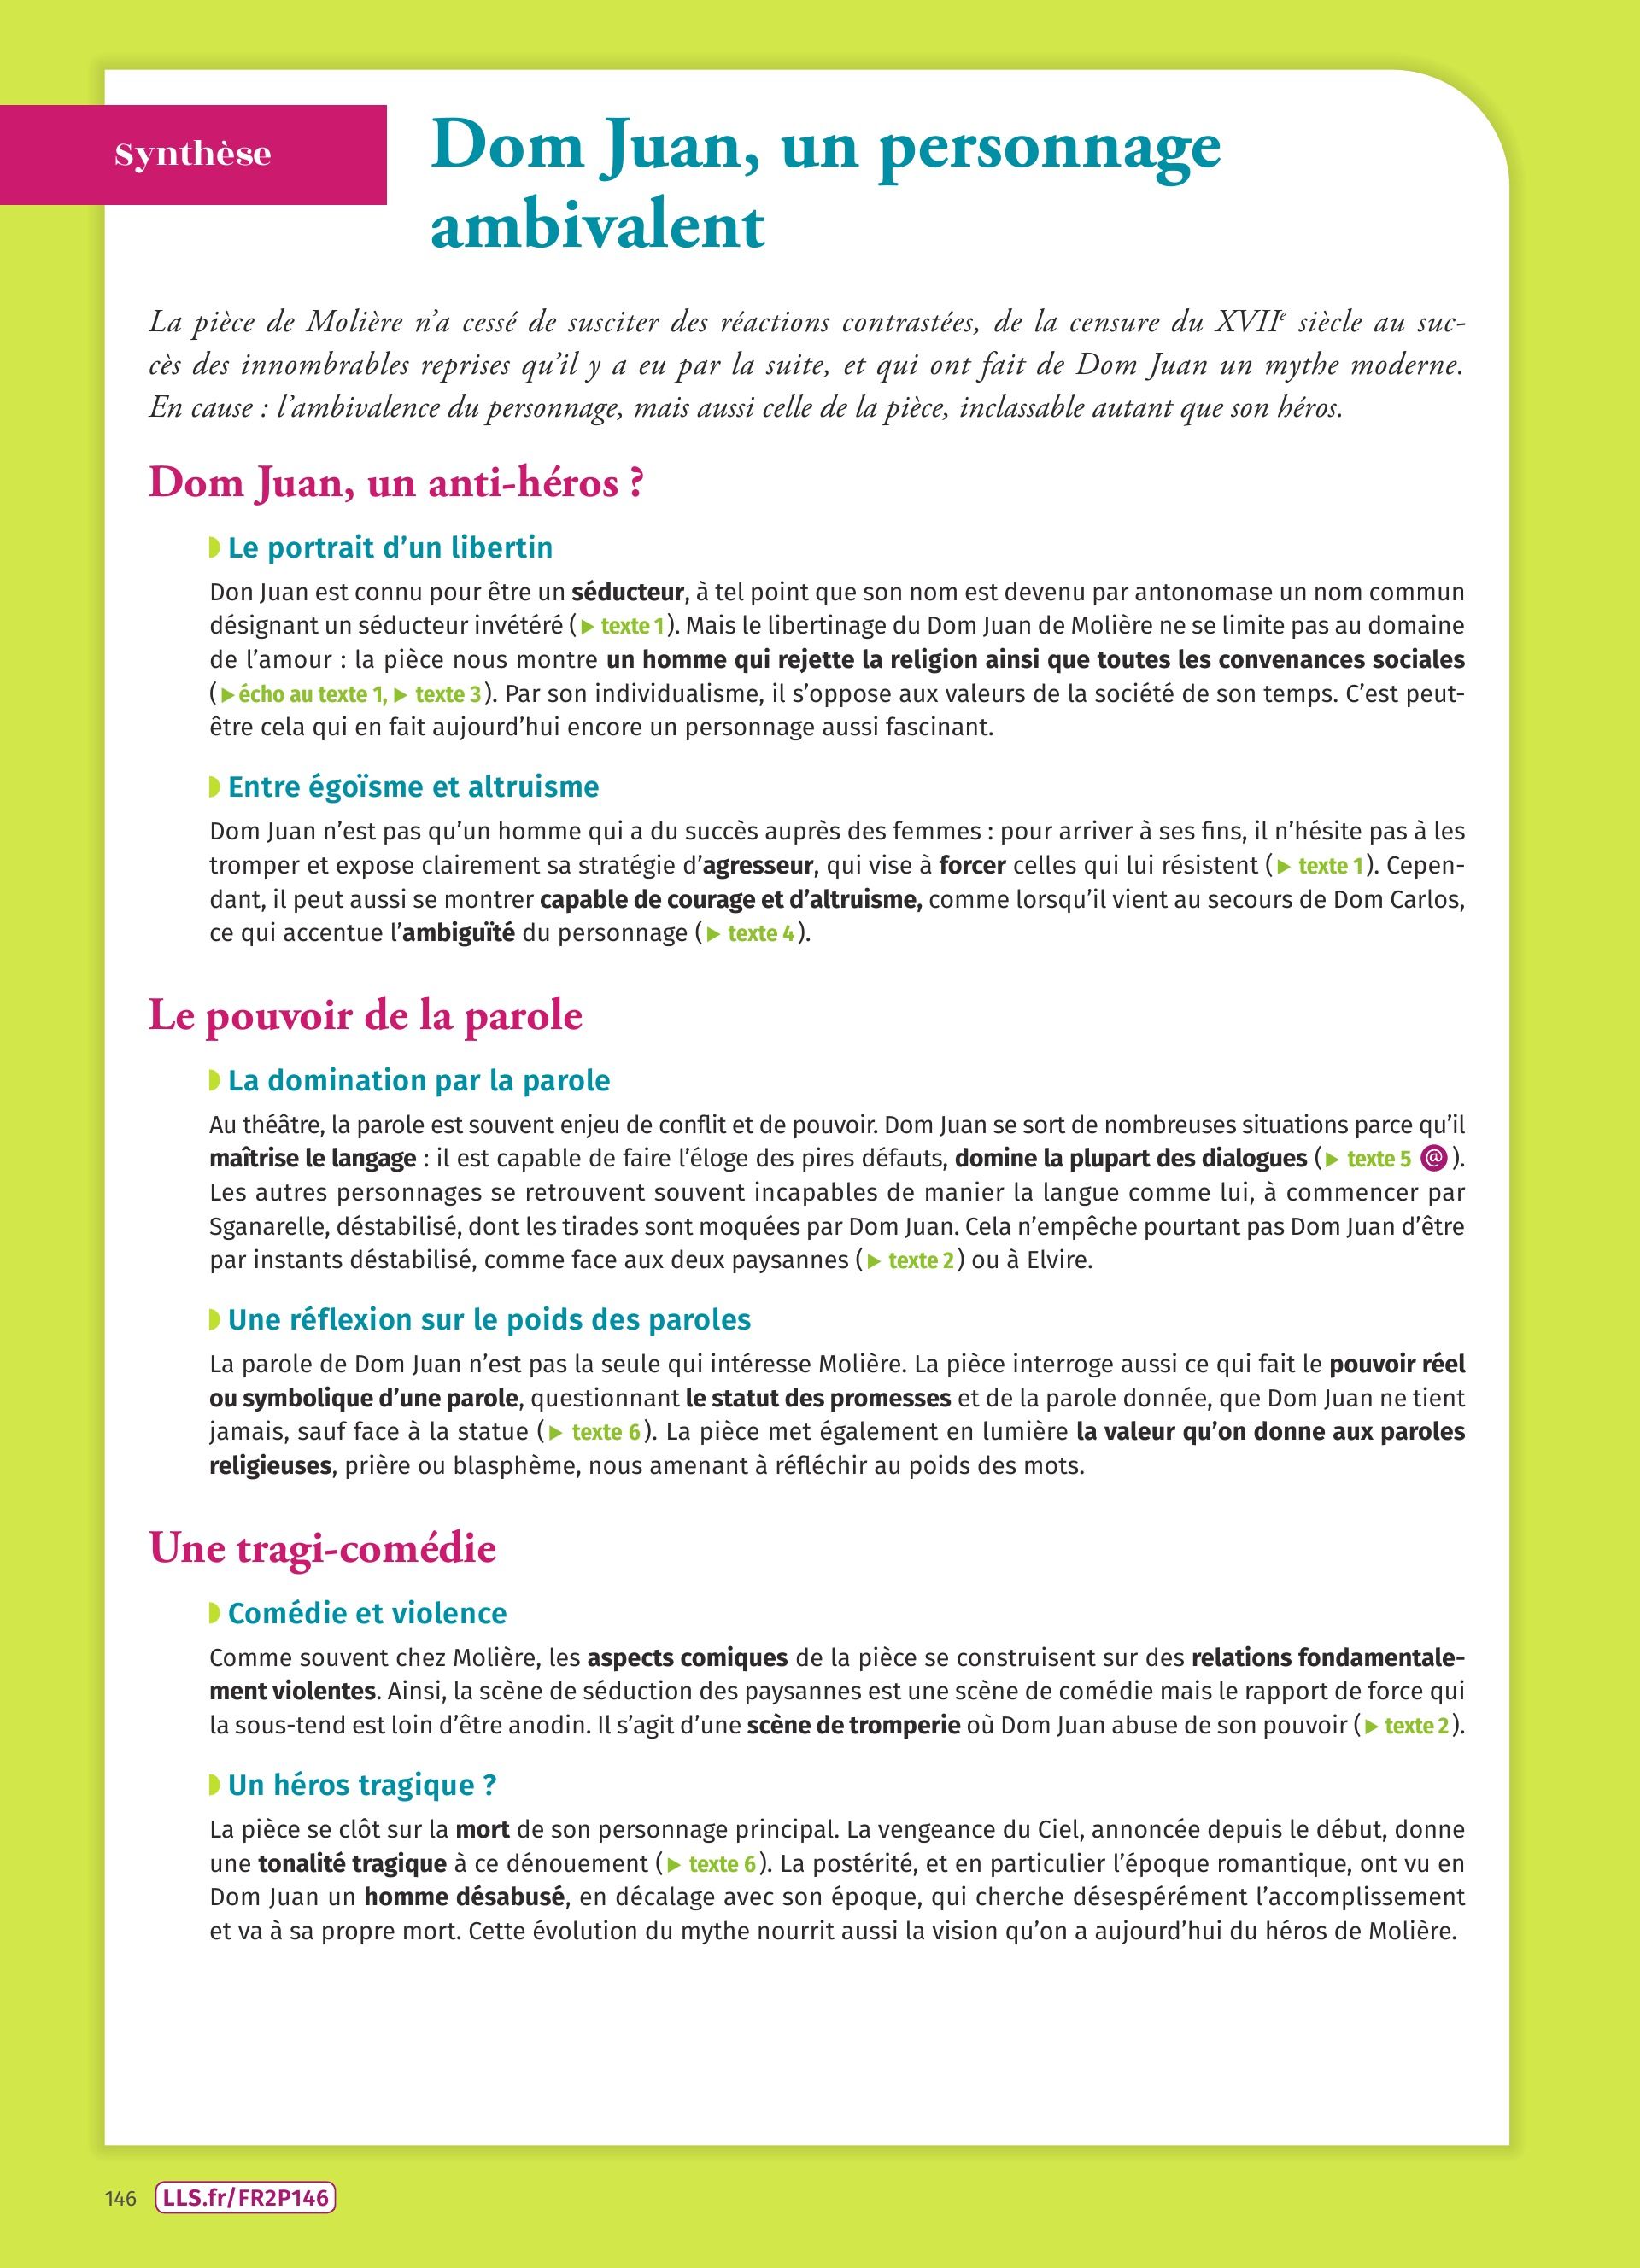 Synthèse
Dom Juan, un personnage
ambivalent
La pièce de Molière n’a cessé de susciter des réactions contrastées, de la censure du XVIIe siècle au suc-
cès des innombrables reprises qu’il y a eu par la suite, et qui ont fait de Dom Juan un mythe moderne.
En cause : l’ambivalence du personnage, mais aussi celle de la pièce, inclassable autant que son héros.
Dom Juan, un anti-héros ?
Le portrait d’un libertin
Don Juan est connu pour être un séducteur, à tel point que son nom est devenu par antonomase un nom commun
désignant un séducteur invétéré (▶ texte 1). Mais le libertinage du Dom Juan de Molière ne se limite pas au domaine
de l’amour : la pièce nous montre un homme qui rejette la religion ainsi que toutes les convenances sociales
(▶ écho au texte 1, ▶ texte 3). Par son individualisme, il s’oppose aux valeurs de la société de son temps. C’est peut-
être cela qui en fait aujourd’hui encore un personnage aussi fascinant.
Entre égoïsme et altruisme
Dom Juan n’est pas qu’un homme qui a du succès auprès des femmes : pour arriver à ses fins, il n’hésite pas à les
tromper et expose clairement sa stratégie d’agresseur, qui vise à forcer celles qui lui résistent (▶ texte 1). Cepen-
dant, il peut aussi se montrer capable de courage et d’altruisme, comme lorsqu’il vient au secours de Dom Carlos,
ce qui accentue l’ambiguïté du personnage (▶ texte 4).
Le pouvoir de la parole
La domination par la parole
Au théâtre, la parole est souvent enjeu de conflit et de pouvoir. Dom Juan se sort de nombreuses situations parce qu’il
maîtrise le langage : il est capable de faire l’éloge des pires défauts, domine la plupart des dialogues (▶ texte 5 @).
Les autres personnages se retrouvent souvent incapables de manier la langue comme lui, à commencer par
Sganarelle, déstabilisé, dont les tirades sont moquées par Dom Juan. Cela n’empêche pourtant pas Dom Juan d’être
par instants déstabilisé, comme face aux deux paysannes (▶ texte 2) ou à Elvire.
Une réflexion sur le poids des paroles
La parole de Dom Juan n’est pas la seule qui intéresse Molière. La pièce interroge aussi ce qui fait le pouvoir réel
ou symbolique d’une parole, questionnant le statut des promesses et de la parole donnée, que Dom Juan ne tient
jamais, sauf face à la statue (▶ texte 6). La pièce met également en lumière la valeur qu’on donne aux paroles
religieuses, prière ou blasphème, nous amenant à réfléchir au poids des mots.
Une tragi-comédie
Comédie et violence
Comme souvent chez Molière, les aspects comiques de la pièce se construisent sur des relations fondamentale-
ment violentes. Ainsi, la scène de séduction des paysannes est une scène de comédie mais le rapport de force qui
la sous-tend est loin d’être anodin. Il s’agit d’une scène de tromperie où Dom Juan abuse de son pouvoir (▶ texte 2).
Un héros tragique ?
La pièce se clôt sur la mort de son personnage principal. La vengeance du Ciel, annoncée depuis le début, donne
une tonalité tragique à ce dénouement (▶ texte 6). La postérité, et en particulier l’époque romantique, ont vu en
Dom Juan un homme désabusé, en décalage avec son époque, qui cherche désespérément l’accomplissement
et va à sa propre mort. Cette évolution du mythe nourrit aussi la vision qu’on a aujourd’hui du héros de Molière.
146 LLS.fr/FR2P146